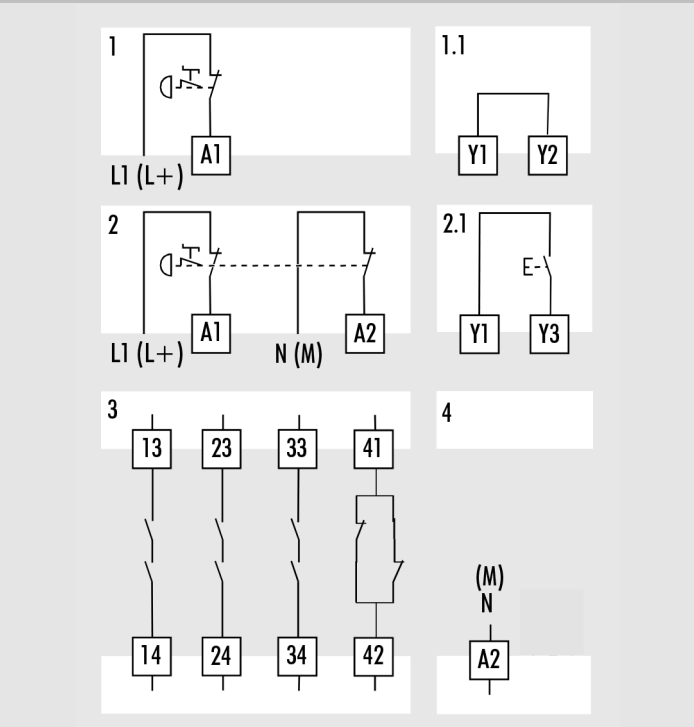 1
A1
L1 (L+)
1.1
Y1 Y2
2
A1
L1 (L+)
A2
N (M)
2.1
E
Y1 Y3
3
13 23 33 41
14 24 34 42
4
(M)
N
A2